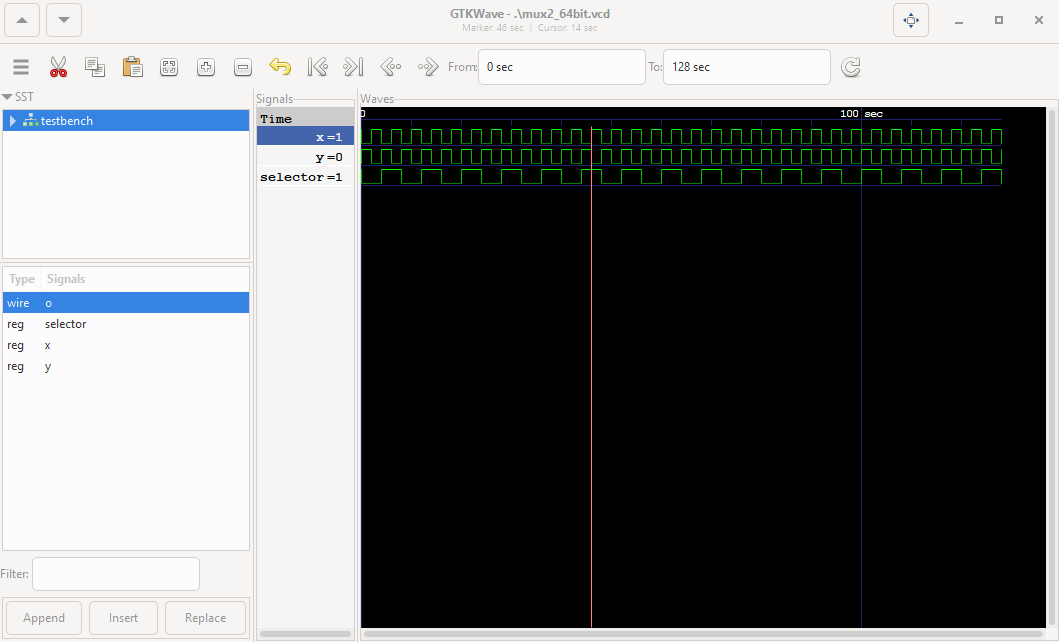 GTKWave - .\mux2_64bit.vcd
Marker: 46 sec | Cursor: 14 sec
From: 0 sec To: 128 sec
SST
testbench
Type Signals
wire o
reg selector
reg x
reg y
Filter:
Append Insert Replace
Signals
Time
x=1
y=0
selector=1
Waves
0 100 sec